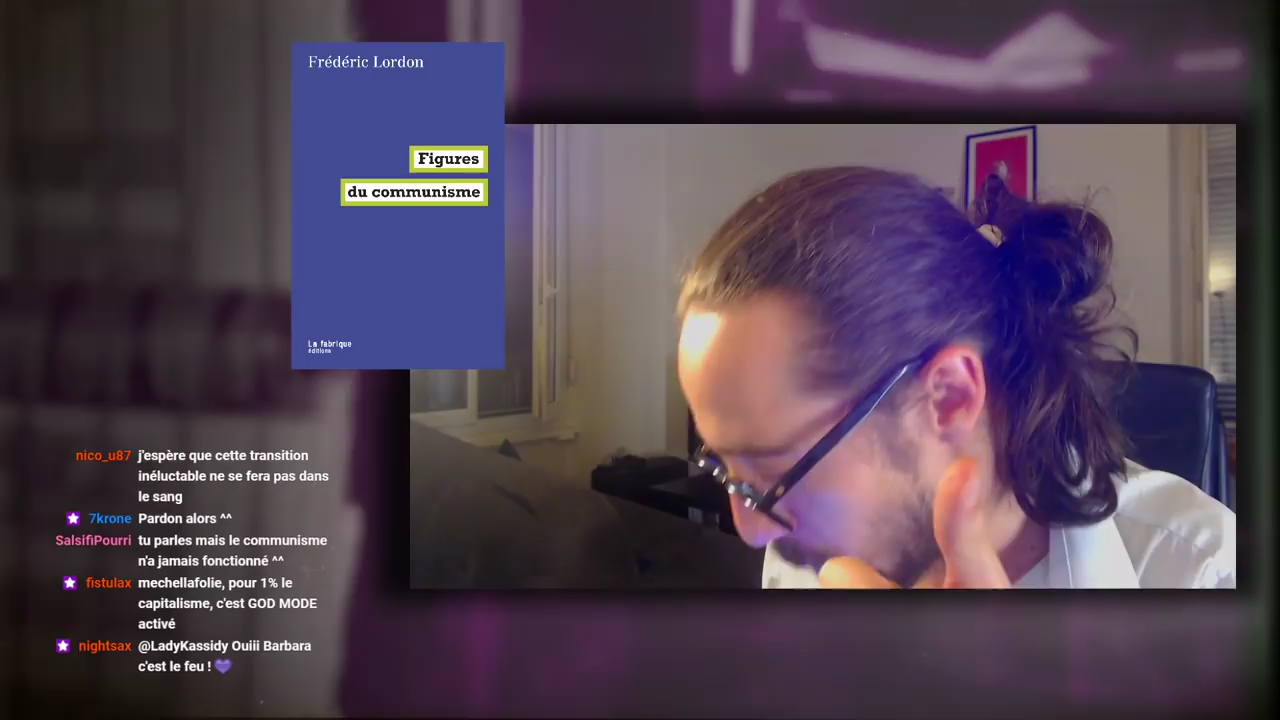 Frédéric Lordon
Figures
du communisme
La fabrique
éditions
nico_u87 j'espère que cette transition
inéluctable ne se fera pas dans
le sang
7krone Pardon alors ^^
SalsifiPourri tu parles mais le communisme
n'a jamais fonctionné ^^
fistulax mechellafolie, pour 1% le
capitalisme, c'est GOD MODE
activé
nightsax @LadyKassidy Ouiii Barbara
c'est le feu ! 💜